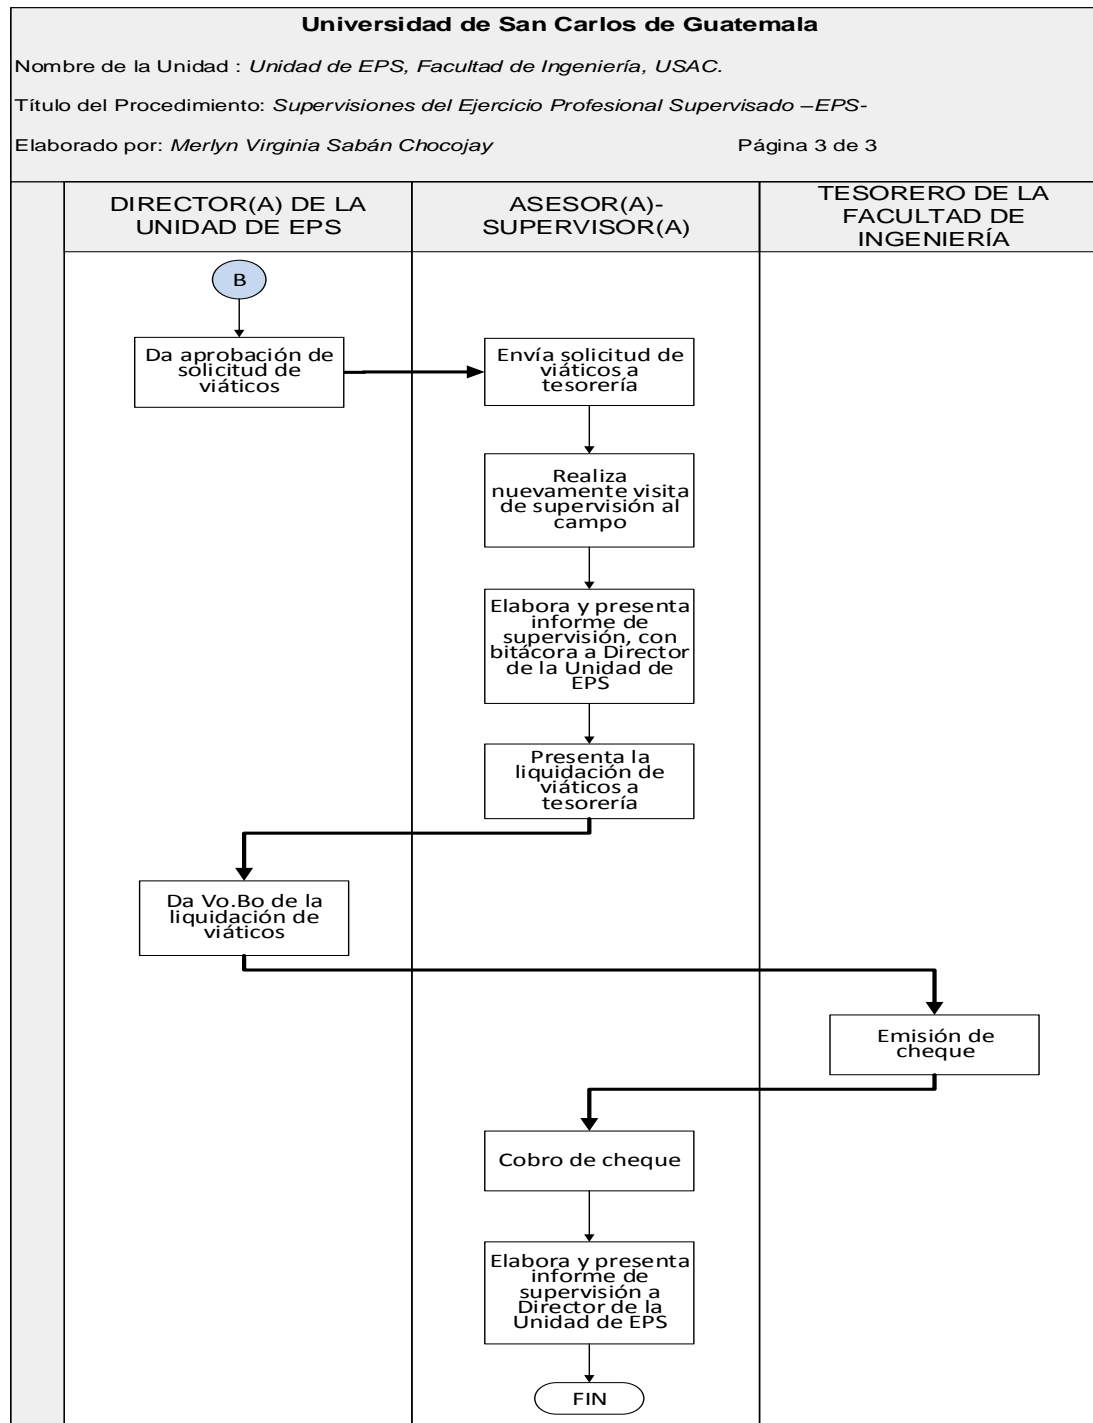 Universidad de San Carlos de Guatemala
Nombre de la Unidad : Unidad de EPS, Facultad de Ingeniería, USAC.
Título del Procedimiento: Supervisiones del Ejercicio Profesional Supervisado –EPS-
Elaborado por: Merlyn Virginia Sabán Chocojay Página 3 de 3
DIRECTOR(A) DE LA
UNIDAD DE EPS
ASESOR(A)-
SUPERVISOR(A)
TESORERO DE LA
FACULTAD DE
INGENIERÍA
B
Da aprobación de
solicitud de
viáticos
Envía solicitud de
viáticos a
tesorería
Realiza
nuevamente visita
de supervisión al
campo
Elabora y presenta
informe de
supervisión, con
bitácora a Director
de la Unidad de
EPS
Presenta la
liquidación de
viáticos a
tesorería
Da Vo.Bo de la
liquidación de
viáticos
Emisión de
cheque
Cobro de cheque
Elabora y presenta
informe de
supervisión a
Director de la
Unidad de EPS
FIN